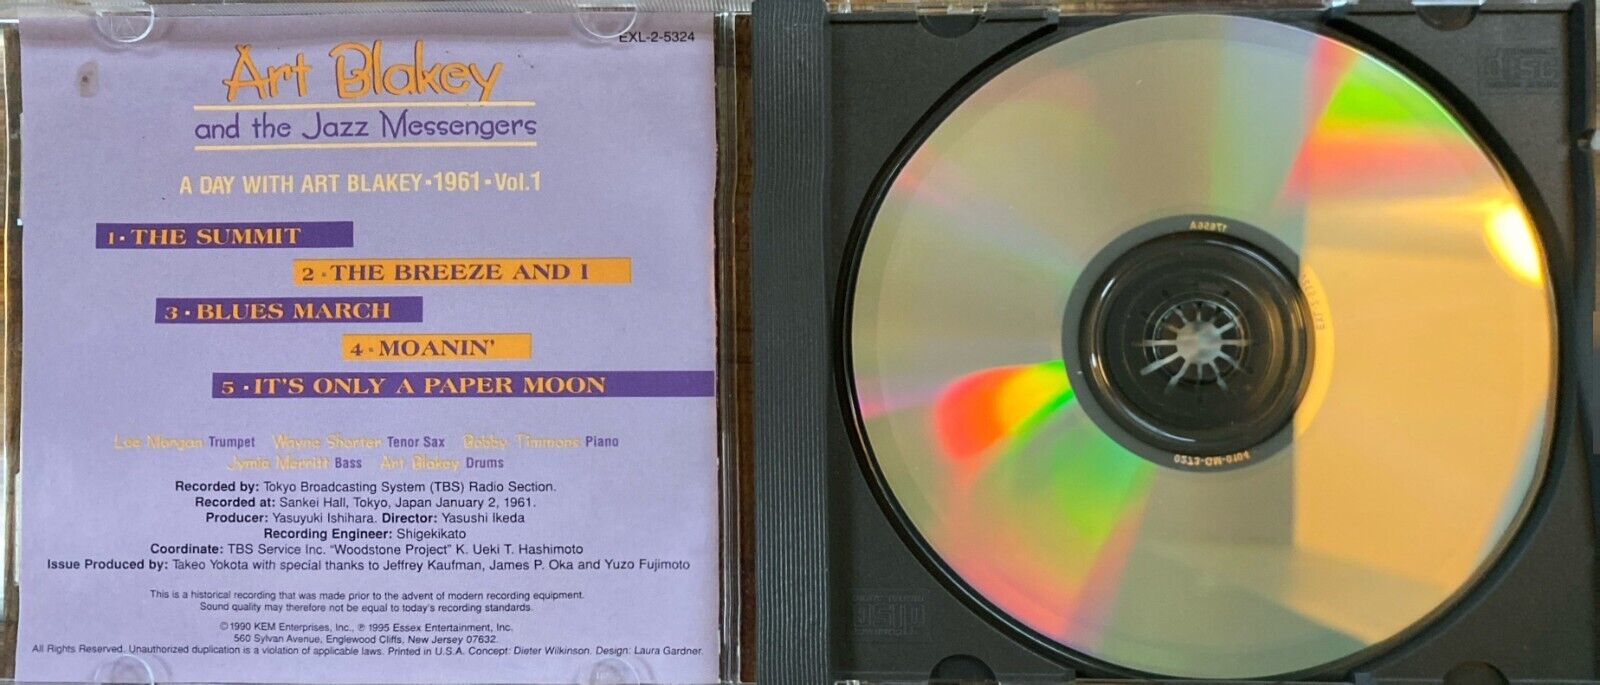 EXL-2-5324
Art Blakey
and the Jazz Messengers
A DAY WITH ART BLAKEY • 1961 • Vol.1
1 • THE SUMMIT
2 • THE BREEZE AND I
3 • BLUES MARCH
4 • MOANIN'
5 • IT'S ONLY A PAPER MOON
Lee Morgan Trumpet Wayne Shorter Tenor Sax Bobby Timmons Piano
Jymie Merritt Bass Art Blakey Drums
Recorded by: Tokyo Broadcasting System (TBS) Radio Section.
Recorded at: Sankei Hall, Tokyo, Japan January 2, 1961.
Producer: Yasuyuki Ishihara. Director: Yasushi Ikeda
Recording Engineer: Shigekikato
Coordinate: TBS Service Inc. "Woodstone Project" K. Ueki T. Hashimoto
Issue Produced by: Takeo Yokota with special thanks to Jeffrey Kaufman, James P. Oka and Yuzo Fujimoto
This is a historical recording that was made prior to the advent of modern recording equipment.
Sound quality may therefore not be equal to today's recording standards.
© 1990 KEM Enterprises, Inc., ℗ 1995 Essex Entertainment, Inc.
560 Sylvan Avenue, Englewood Cliffs, New Jersey 07632.
All Rights Reserved. Unauthorized duplication is a violation of applicable laws. Printed in U.S.A. Concept: Dieter Wilkinson. Design: Laura Gardner.
17656A
0273-GM-0104